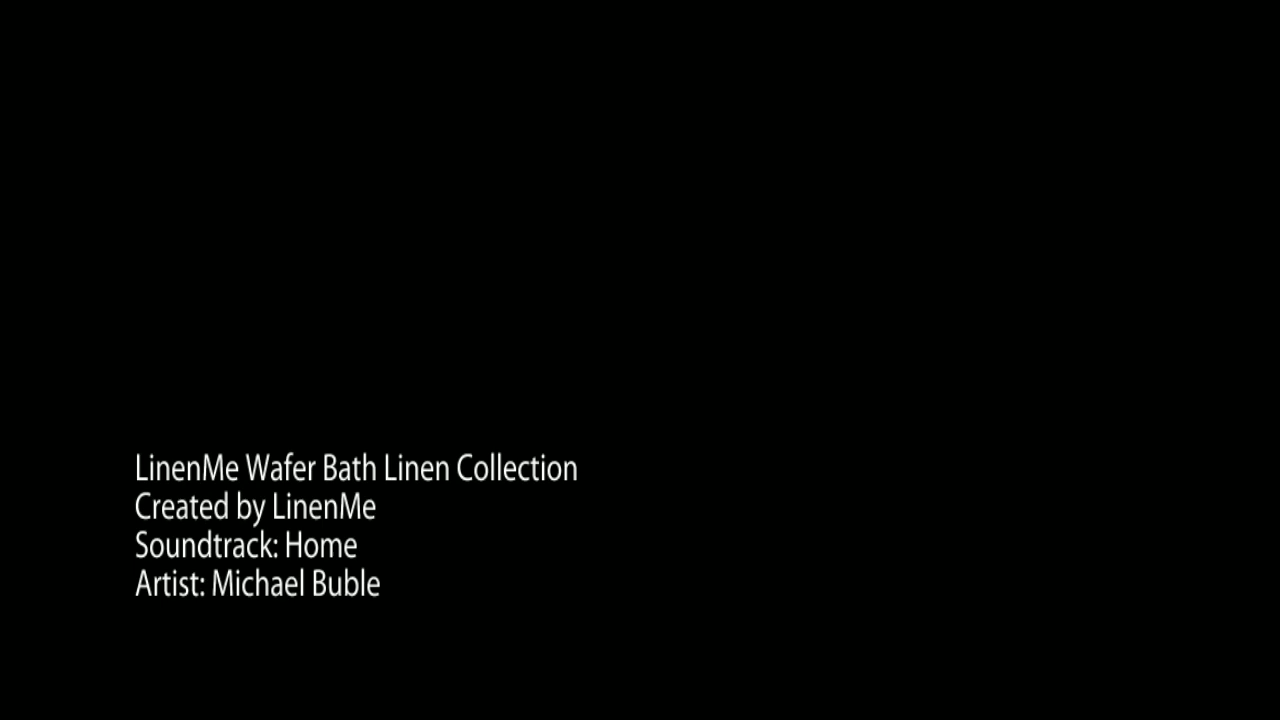 LinenMe Wafer Bath Linen Collection
Created by LinenMe
Soundtrack: Home
Artist: Michael Buble